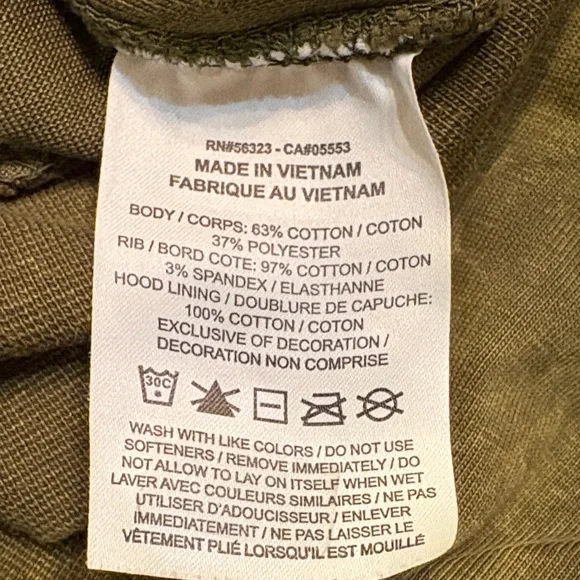 RN#56323 - CA#05553
MADE IN VIETNAM
FABRIQUE AU VIETNAM
BODY / CORPS: 63% COTTON / COTON
37% POLYESTER
RIB / BORD COTE: 97% COTTON / COTON
3% SPANDEX / ELASTHANNE
HOOD LINING / DOUBLURE DE CAPUCHE:
100% COTTON / COTON
EXCLUSIVE OF DECORATION /
DECORATION NON COMPRISE
30C
WASH WITH LIKE COLORS / DO NOT USE
SOFTENERS / REMOVE IMMEDIATELY / DO
NOT ALLOW TO LAY ON ITSELF WHEN WET
LAVER AVEC COULEURS SIMILAIRES / NE PAS
UTILISER D'ADOUCISSEUR / ENLEVER
IMMEDIATEMENT / NE PAS LAISSER LE
VÊTEMENT PLIÉ LORSQU'IL EST MOUILLÉ